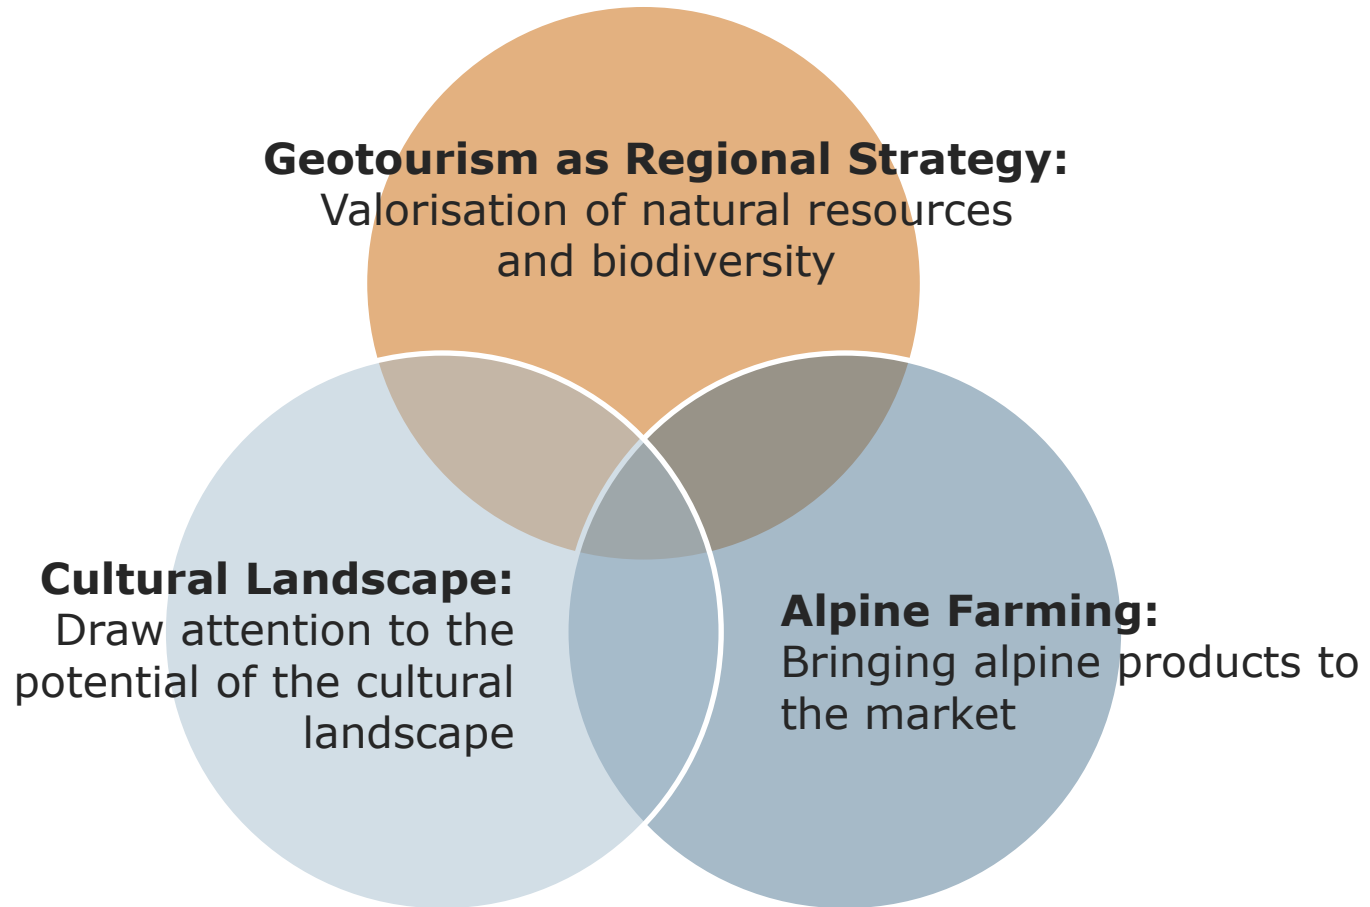 Geotourism as Regional Strategy:
Valorisation of natural resources
and biodiversity
Cultural Landscape:
Draw attention to the
potential of the cultural
landscape
Alpine Farming:
Bringing alpine products to
the market